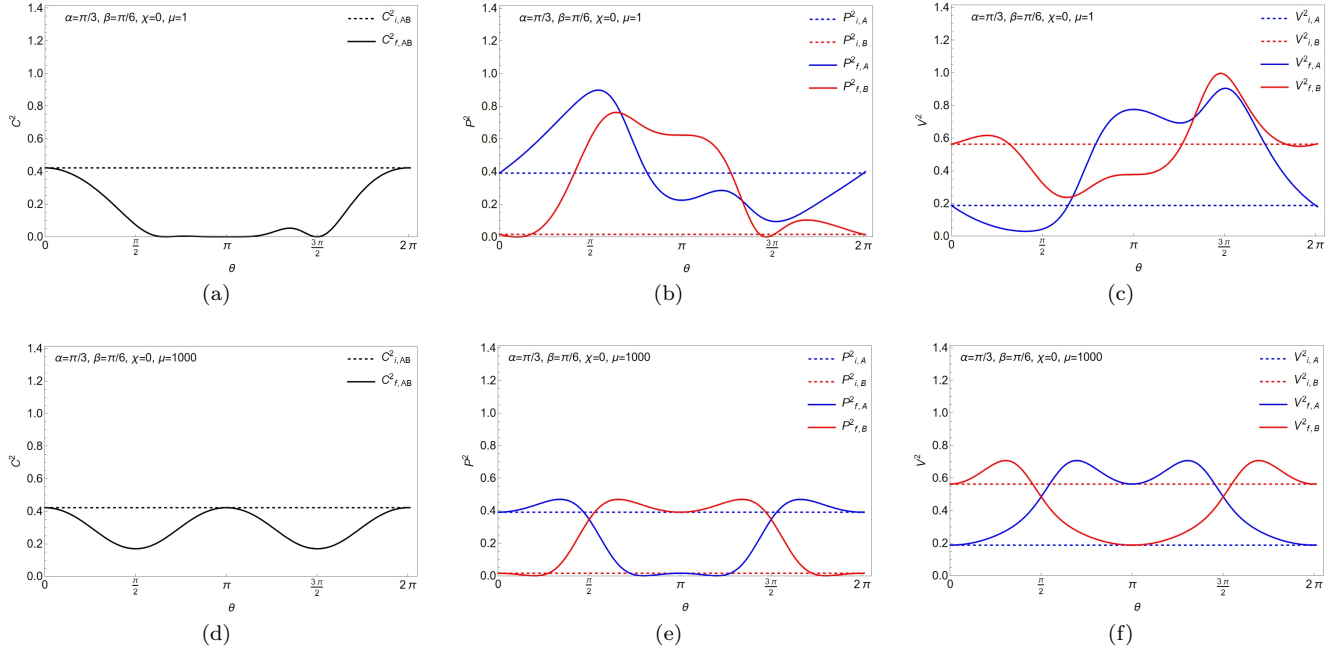 α=π/3, β=π/6, χ=0, μ=1
C²i,AB
C²f,AB
1.4
1.2
1.0
0.8
0.6
0.4
0.2
0.0
C²
0
π/2
π
3π/2
2π
θ
(a)
α=π/3, β=π/6, χ=0, μ=1
P²i,A
P²i,B
P²f,A
P²f,B
1.4
1.2
1.0
0.8
0.6
0.4
0.2
0.0
P²
0
π/2
π
3π/2
2π
θ
(b)
α=π/3, β=π/6, χ=0, μ=1
V²i,A
V²i,B
V²f,A
V²f,B
1.4
1.2
1.0
0.8
0.6
0.4
0.2
0.0
V²
0
π/2
π
3π/2
2π
θ
(c)
α=π/3, β=π/6, χ=0, μ=1000
C²i,AB
C²f,AB
1.4
1.2
1.0
0.8
0.6
0.4
0.2
0.0
C²
0
π/2
π
3π/2
2π
θ
(d)
α=π/3, β=π/6, χ=0, μ=1000
P²i,A
P²i,B
P²f,A
P²f,B
1.4
1.2
1.0
0.8
0.6
0.4
0.2
0.0
P²
0
π/2
π
3π/2
2π
θ
(e)
α=π/3, β=π/6, χ=0, μ=1000
V²i,A
V²i,B
V²f,A
V²f,B
1.4
1.2
1.0
0.8
0.6
0.4
0.2
0.0
V²
0
π/2
π
3π/2
2π
θ
(f)